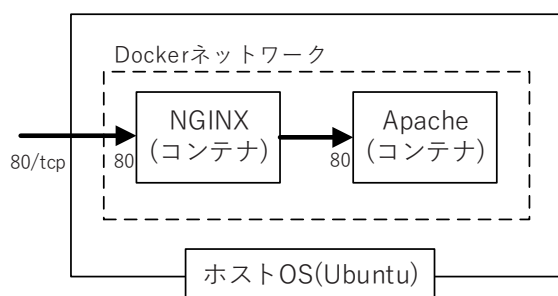 Dockerネットワーク
NGINX
(コンテナ)
Apache
(コンテナ)
80/tcp
80
80
ホストOS(Ubuntu)